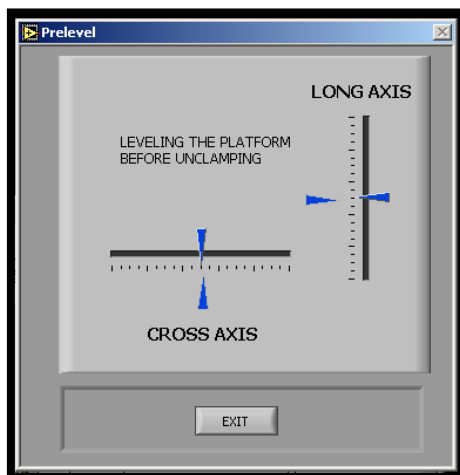 Prelevel
LONG AXIS
LEVELING THE PLATFORM
BEFORE UNCLAMPING
CROSS AXIS
EXIT